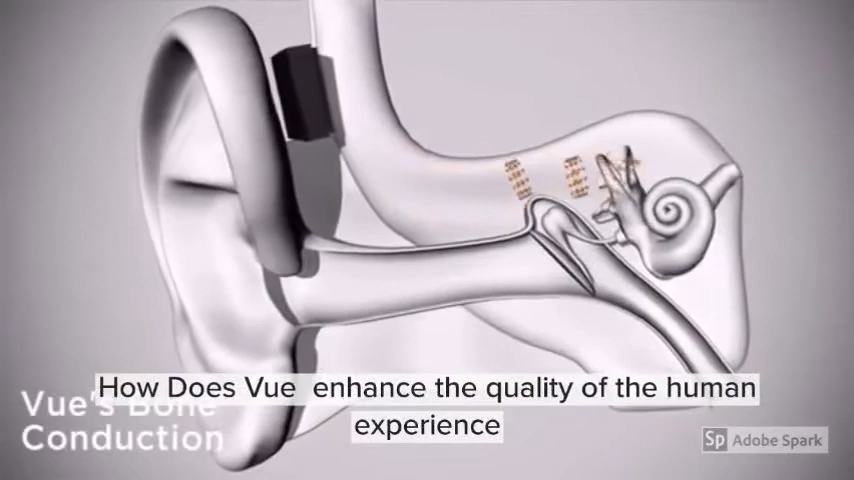 How Does Vue  enhance the quality of the human
experience
Vue's Bone
Conduction
Sp Adobe Spark